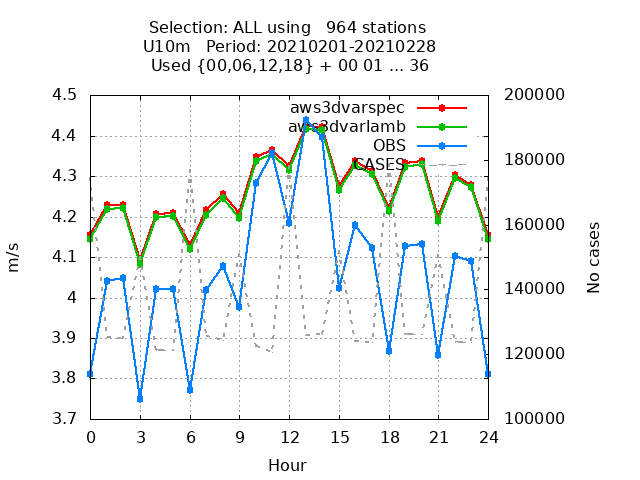 Selection: ALL using   964 stations
U10m   Period: 20210201-20210228
Used {00,06,12,18} + 00 01 ... 36
4.5
4.4
4.3
4.2
4.1
4
3.9
3.8
3.7
m/s
aws3dvarspec
aws3dvarlamb
OBS
CASES
200000
180000
160000
140000
120000
100000
No cases
0 3 6 9 12 15 18 21 24
Hour